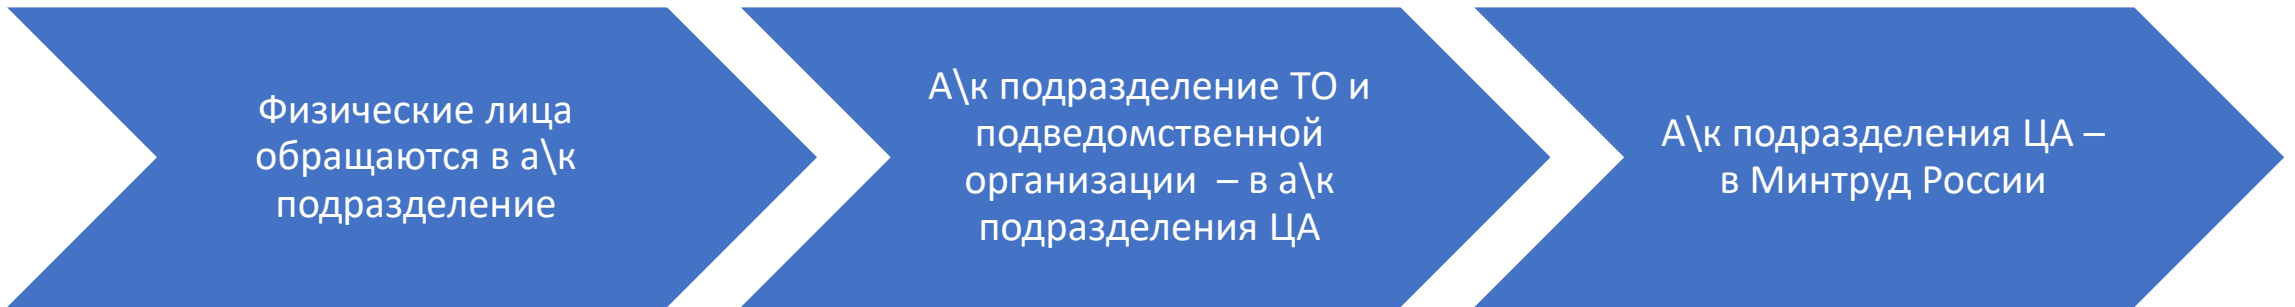 Физические лица
обращаются в а\к
подразделение
А\к подразделение ТО и
подведомственной
организации  – в а\к
подразделения ЦА
А\к подразделения ЦА –
в Минтруд России